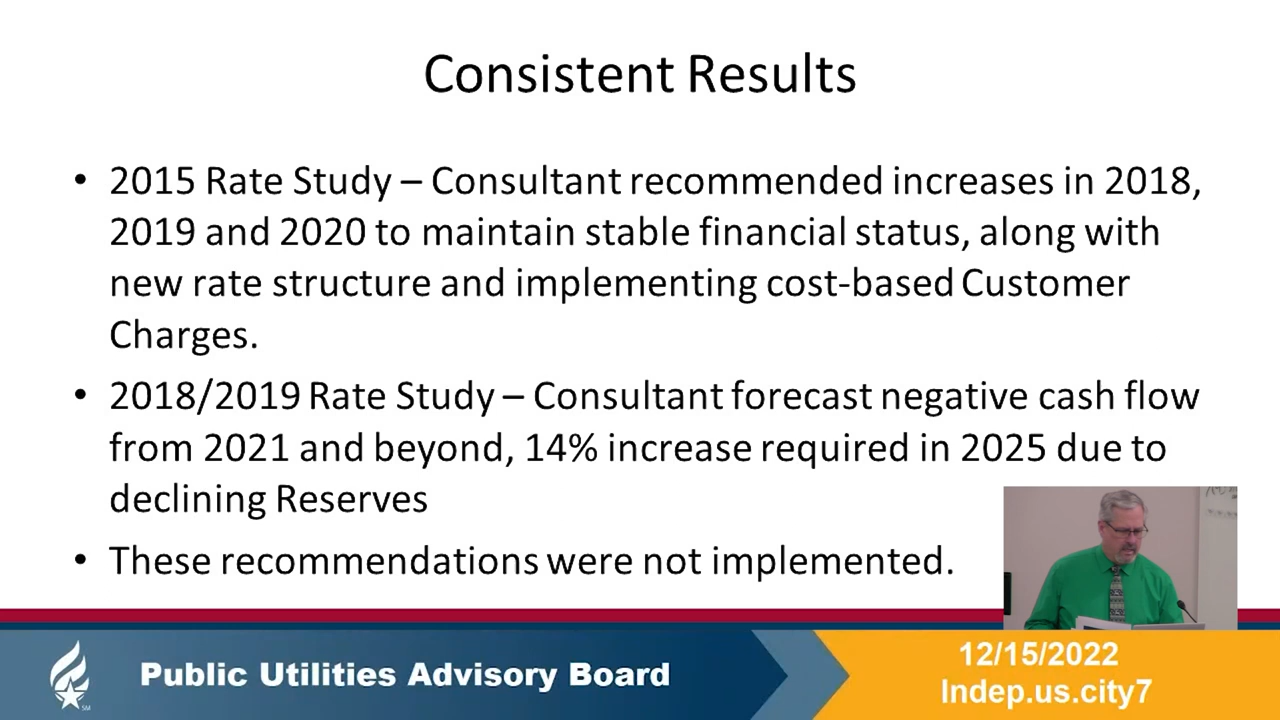 Consistent Results
• 2015 Rate Study – Consultant recommended increases in 2018,
2019 and 2020 to maintain stable financial status, along with
new rate structure and implementing cost-based Customer
Charges.
• 2018/2019 Rate Study – Consultant forecast negative cash flow
from 2021 and beyond, 14% increase required in 2025 due to
declining Reserves
• These recommendations were not implemented.
Public Utilities Advisory Board
12/15/2022
Indep.us.city7
SM